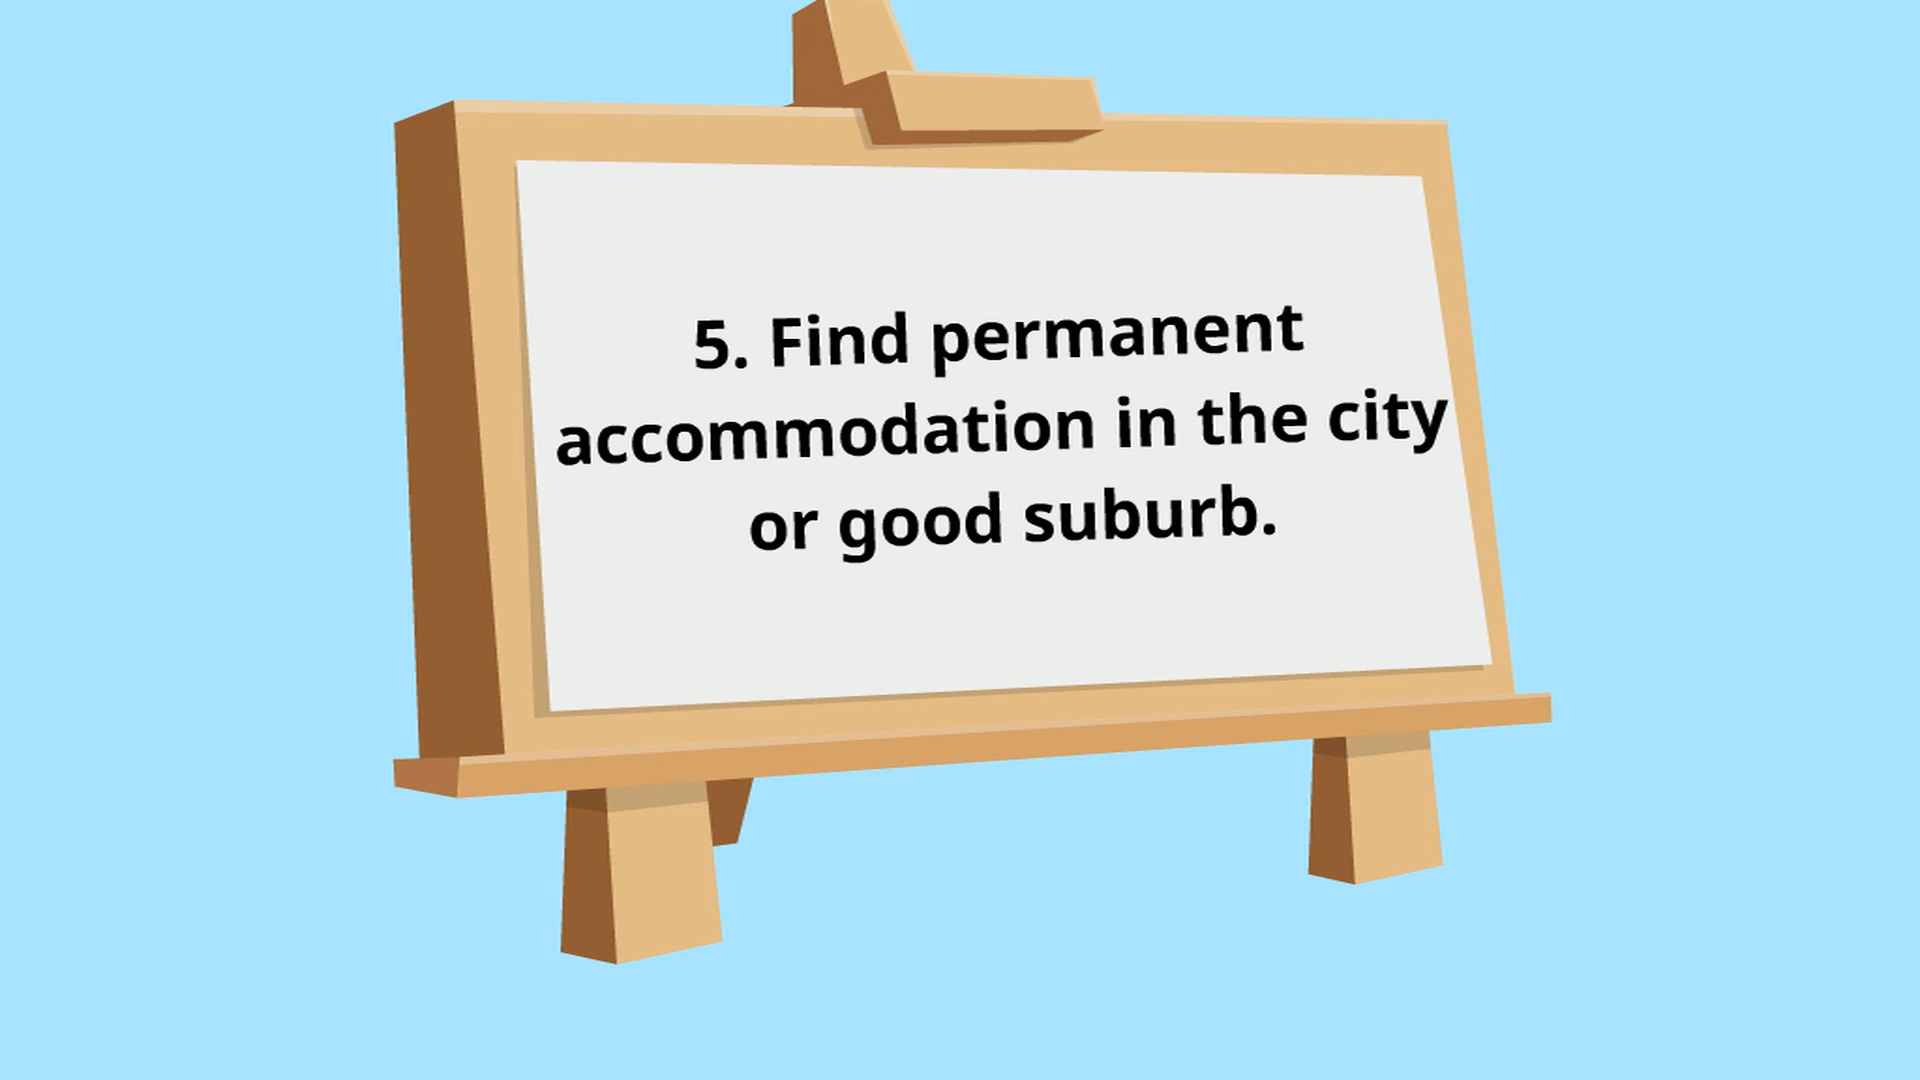 5. Find permanent
accommodation in the city
or good suburb.